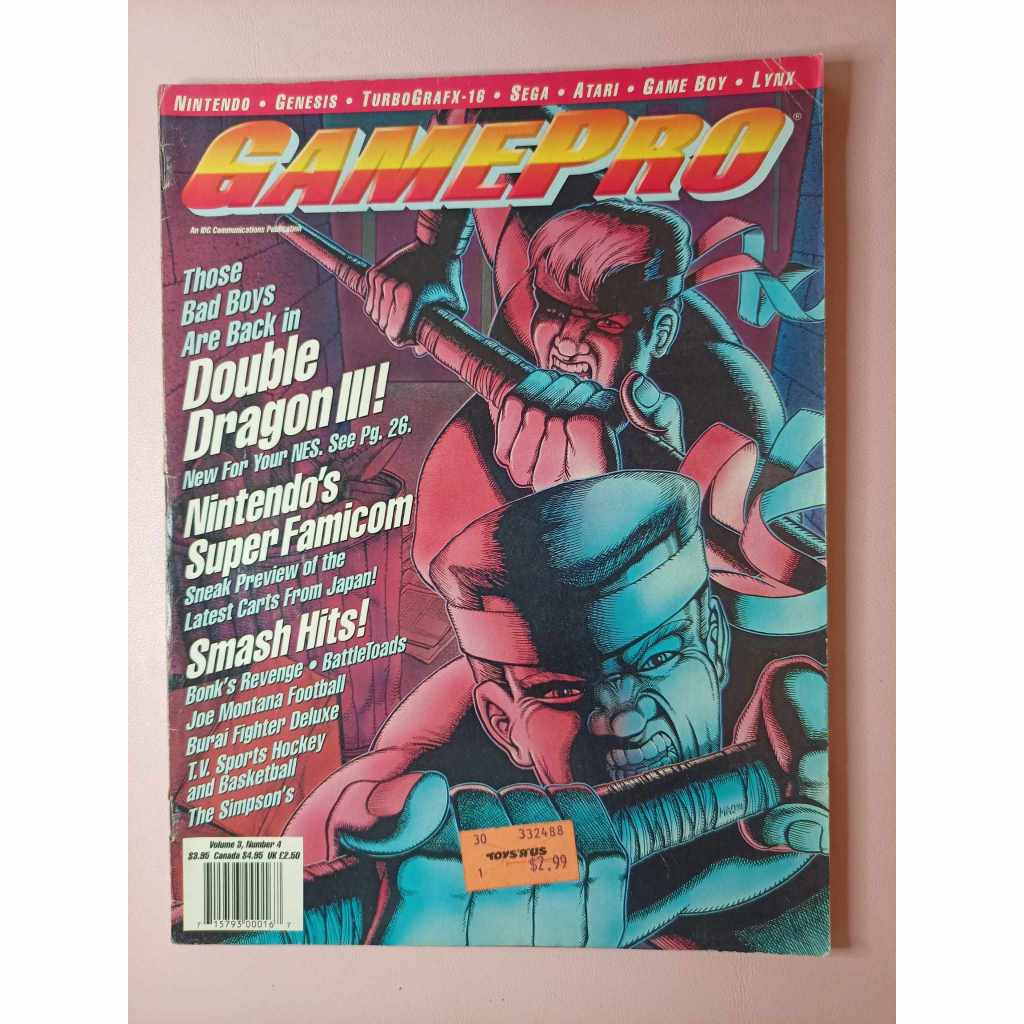 NINTENDO • GENESIS • TURBOGRAFX-16 • SEGA • ATARI • GAME BOY • LYNX
GAMEPRO®
An IDG Communications Publication
Those
Bad Boys
Are Back in
Double
Dragon III!
New For Your NES. See Pg. 26.
Nintendo's
Super Famicom
Sneak Preview of the
Latest Carts From Japan!
Smash Hits!
Bonk's Revenge • BattleToads
Joe Montana Football
Burai Fighter Deluxe
T.V. Sports Hockey
and Basketball
The Simpson's
Volume 3, Number 4
$3.95 Canada $4.95 UK £2.50
7 15793 00016 7
30 332488
TOYS"R"US
1 $2.99